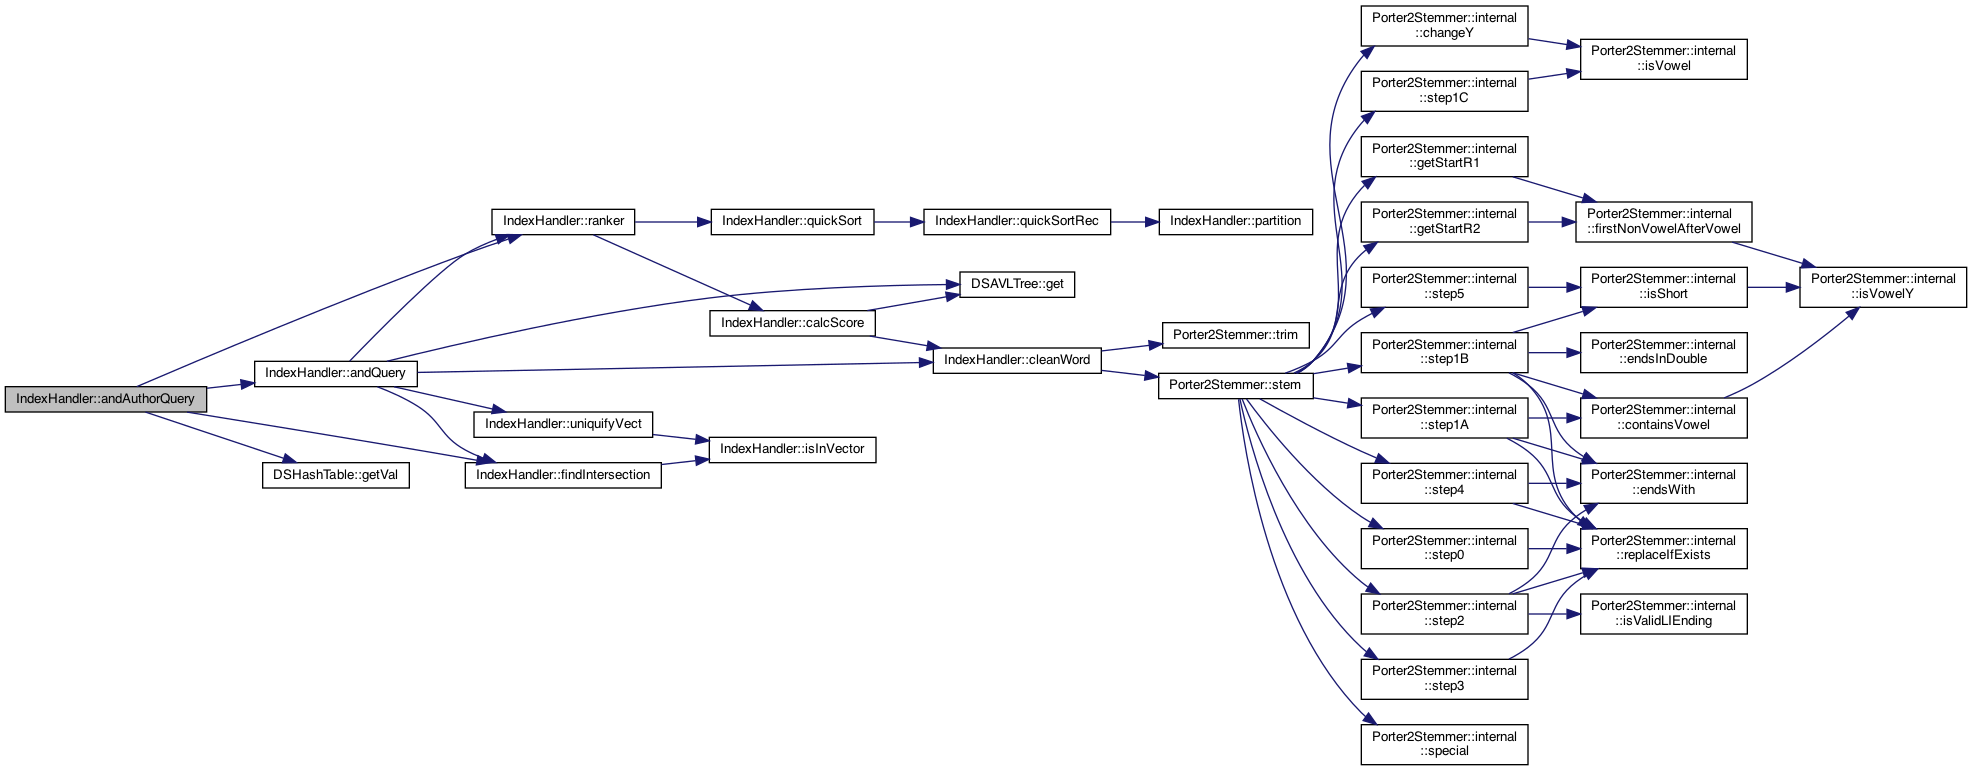 IndexHandler::andAuthorQuery
IndexHandler::andQuery
DSHashTable::getVal
IndexHandler::ranker
IndexHandler::uniquifyVect
IndexHandler::findIntersection
IndexHandler::quickSort
IndexHandler::calcScore
IndexHandler::isInVector
IndexHandler::quickSortRec
DSAVLTree::get
IndexHandler::cleanWord
IndexHandler::partition
Porter2Stemmer::trim
Porter2Stemmer::stem
Porter2Stemmer::internal
::changeY
Porter2Stemmer::internal
::step1C
Porter2Stemmer::internal
::getStartR1
Porter2Stemmer::internal
::getStartR2
Porter2Stemmer::internal
::step5
Porter2Stemmer::internal
::step1B
Porter2Stemmer::internal
::step1A
Porter2Stemmer::internal
::step4
Porter2Stemmer::internal
::step0
Porter2Stemmer::internal
::step2
Porter2Stemmer::internal
::step3
Porter2Stemmer::internal
::special
Porter2Stemmer::internal
::isVowel
Porter2Stemmer::internal
::firstNonVowelAfterVowel
Porter2Stemmer::internal
::isShort
Porter2Stemmer::internal
::endsInDouble
Porter2Stemmer::internal
::containsVowel
Porter2Stemmer::internal
::endsWith
Porter2Stemmer::internal
::replaceIfExists
Porter2Stemmer::internal
::isValidLIEnding
Porter2Stemmer::internal
::isVowelY